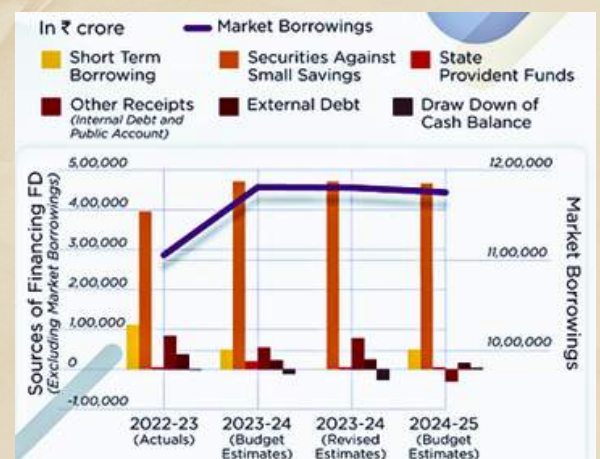 In ₹ crore
Market Borrowings
Short Term
Borrowing
Securities Against
Small Savings
State
Provident Funds
Other Receipts
(Internal Debt and
Public Account)
External Debt
Draw Down of
Cash Balance
Sources of Financing FD
(Excluding Market Borrowings)
5,00,000
4,00,000
3,00,000
2,00,000
1,00,000
0
-1,00,000
12,00,000
11,00,000
10,00,000
Market Borrowings
2022-23
(Actuals)
2023-24
(Budget
Estimates)
2023-24
(Revised
Estimates)
2024-25
(Budget
Estimates)